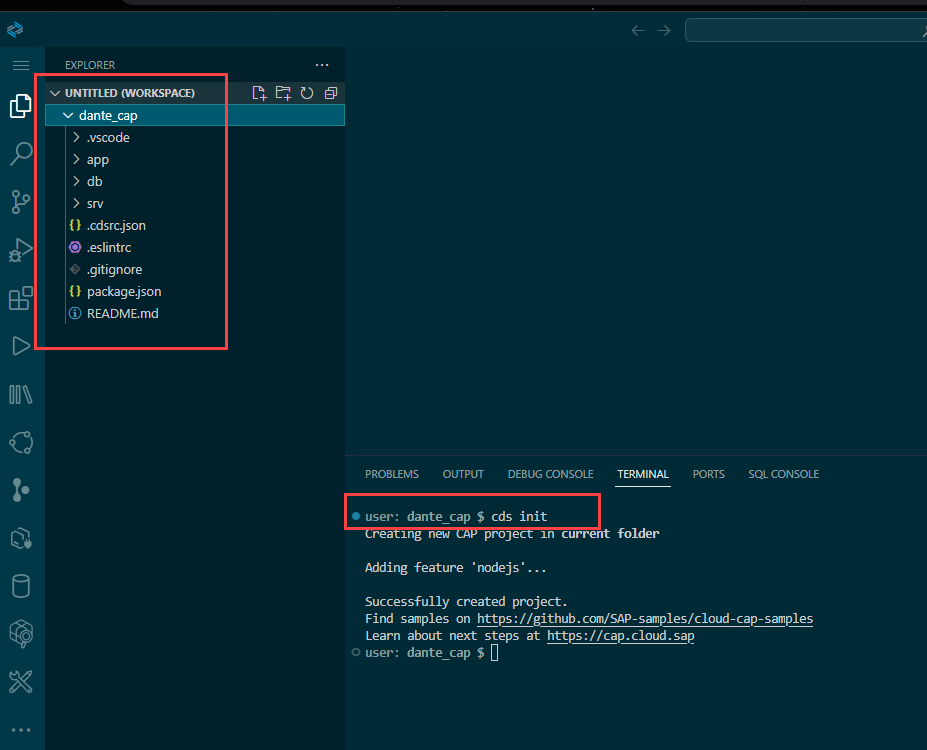 EXPLORER
UNTITLED (WORKSPACE)
dante_cap
.vscode
app
db
srv
.cdsrc.json
.eslintrc
.gitignore
package.json
README.md
PROBLEMS OUTPUT DEBUG CONSOLE TERMINAL PORTS SQL CONSOLE
user: dante_cap $ cds init
Creating new CAP project in current folder
Adding feature 'nodejs'...
Successfully created project.
Find samples on https://github.com/SAP-samples/cloud-cap-samples
Learn about next steps at https://cap.cloud.sap
user: dante_cap $